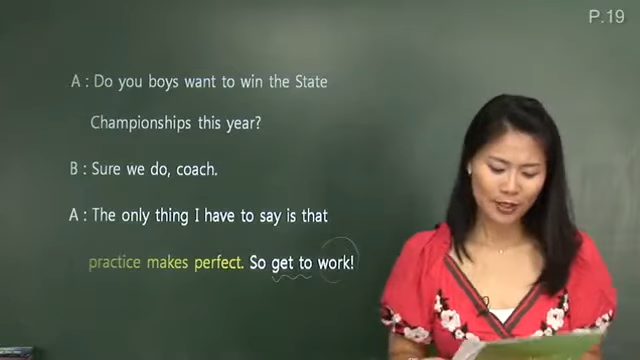 P.19
A : Do you boys want to win the State
Championships this year?
B : Sure we do, coach.
A : The only thing I have to say is that
practice makes perfect. So get to work!